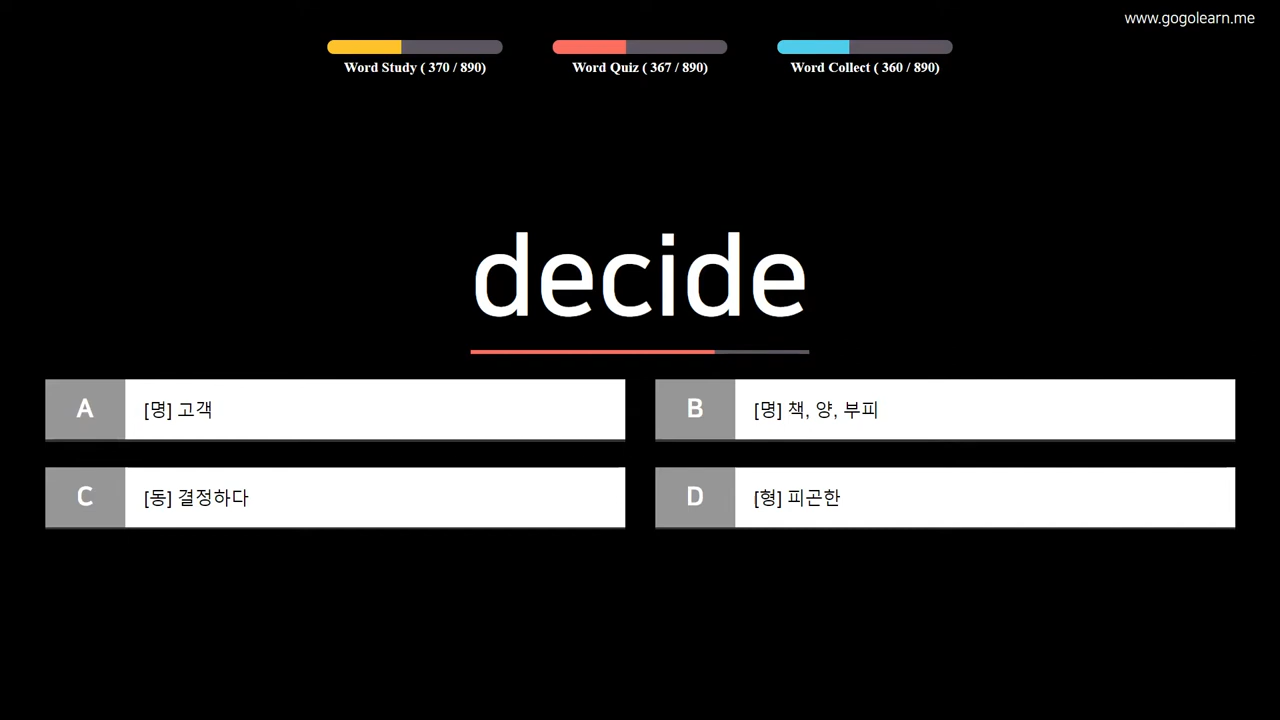 www.gogolearn.me
Word Study ( 370 / 890)
Word Quiz ( 367 / 890)
Word Collect ( 360 / 890)
decide
A [명] 고객
B [명] 책, 양, 부피
C [동] 결정하다
D [형] 피곤한